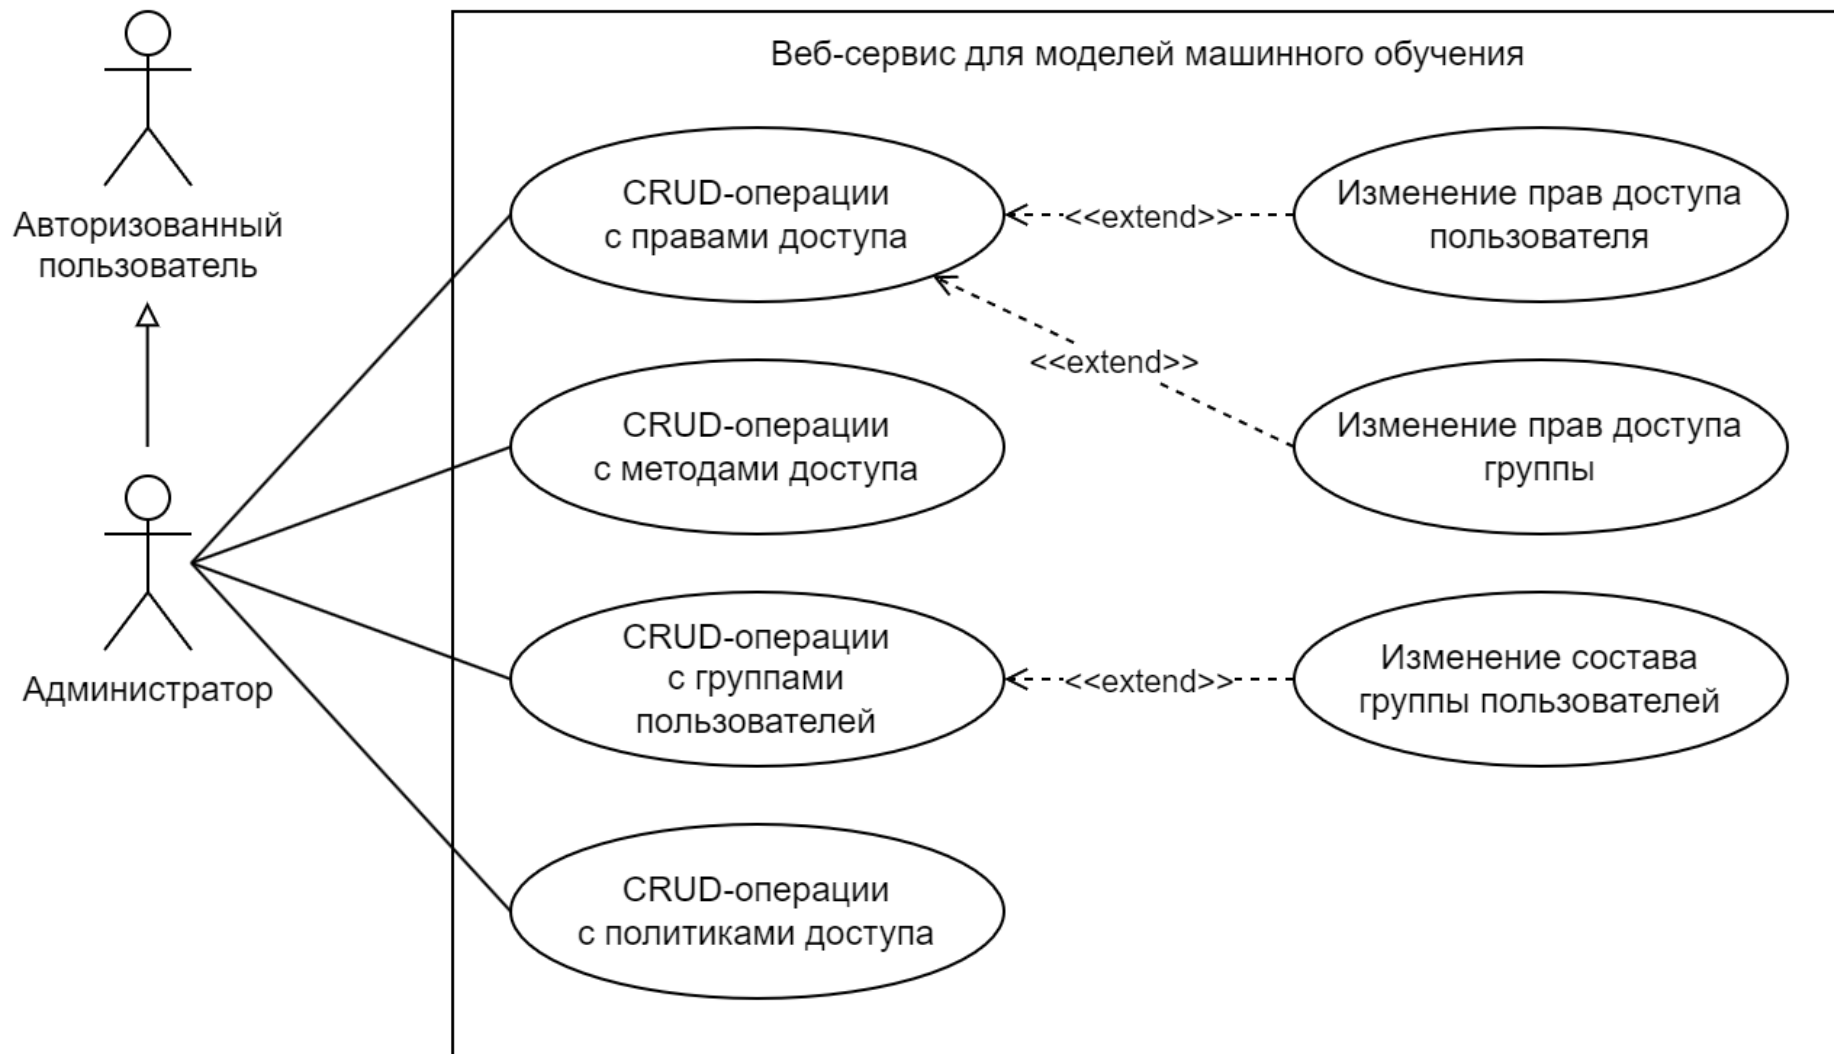 Веб-сервис для моделей машинного обучения
Авторизованный
пользователь
CRUD-операции
с правами доступа
<<extend>>
Изменение прав доступа
пользователя
<<extend>>
CRUD-операции
с методами доступа
Изменение прав доступа
группы
Администратор
CRUD-операции
с группами
пользователей
<<extend>>
Изменение состава
группы пользователей
CRUD-операции
с политиками доступа